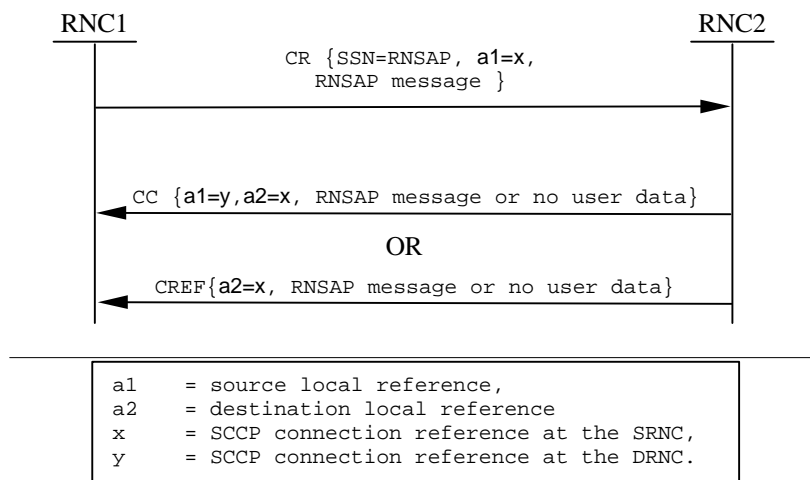 RNC1 RNC2
CR {SSN=RNSAP, a1=x,
RNSAP message }
CC {a1=y,a2=x, RNSAP message or no user data}
OR
CREF{a2=x, RNSAP message or no user data}
a1 = source local reference,
a2 = destination local reference
x = SCCP connection reference at the SRNC,
y = SCCP connection reference at the DRNC.